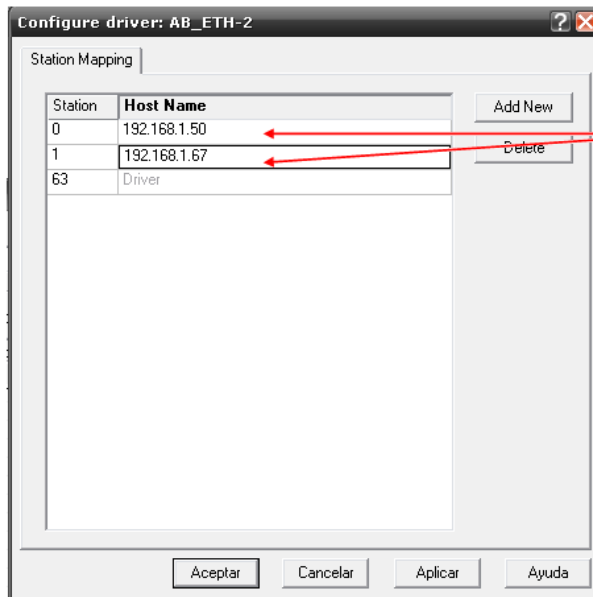 Configure driver: AB_ETH-2
Station Mapping
Station Host Name
Add New
0 192.168.1.50
Delete
1 192.168.1.67
63 Driver
Aceptar Cancelar Aplicar Ayuda